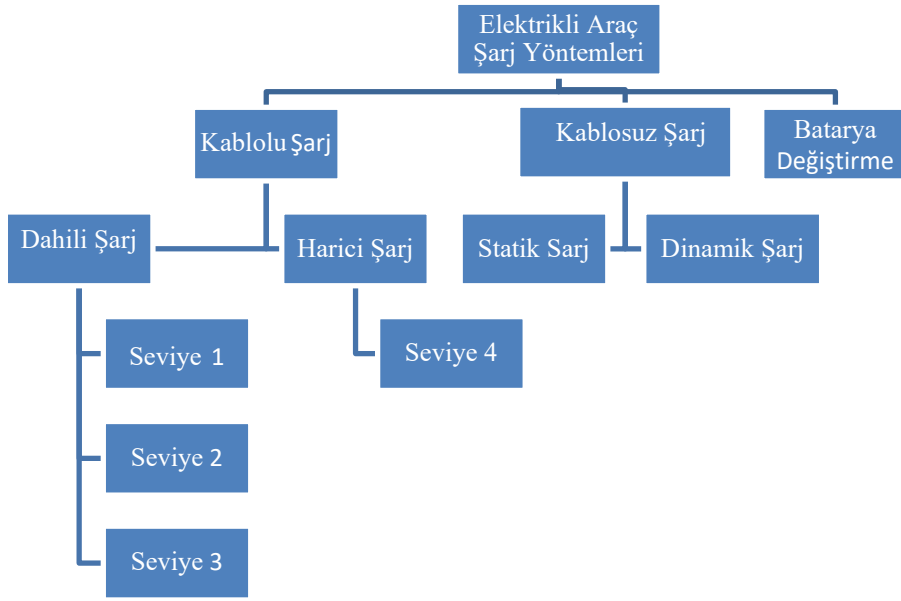 Elektrikli Araç
Şarj Yöntemleri
Kablolu Şarj
Kablosuz Şarj
Batarya
Değiştirme
Dahili Şarj
Harici Şarj
Statik Sarj
Dinamik Şarj
Seviye 1
Seviye 4
Seviye 2
Seviye 3